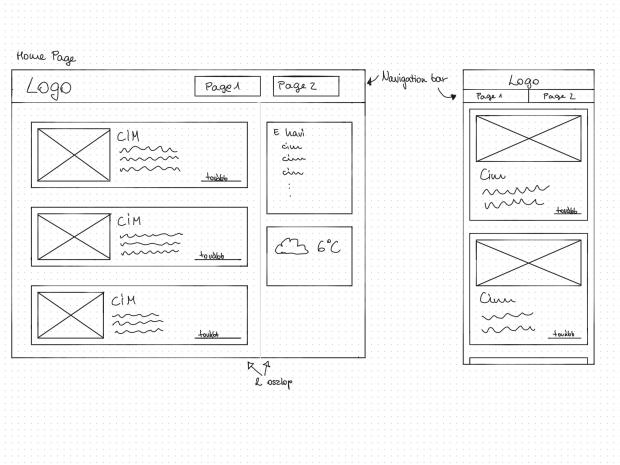 Home Page
Logo
Page 1
Page 2
CÍM
tovább
CÍM
tovább
CÍM
tovább
E havi
cím
cím
cím
:
:
6°C
2 oszlop
Navigation bar
Logo
Page 1
Page 2
Cím
tovább
Cím
tovább